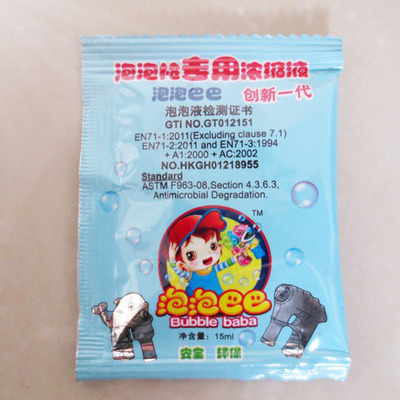 泡泡枪专用浓缩液
泡泡巴巴 创新一代
泡泡液检测证书
GTI NO.GT012151
EN71-1:2011(Excluding clause 7.1)
EN71-2:2011 and EN71-3:1994
+ A1:2000 + AC:2002
NO.HKGH01218955
Standard
ASTM F963-08,Section 4.3.6.3,
Antimicrobial Degradation.
TM
泡泡巴巴
Bubble baba
净含量：15ml
安全 环保